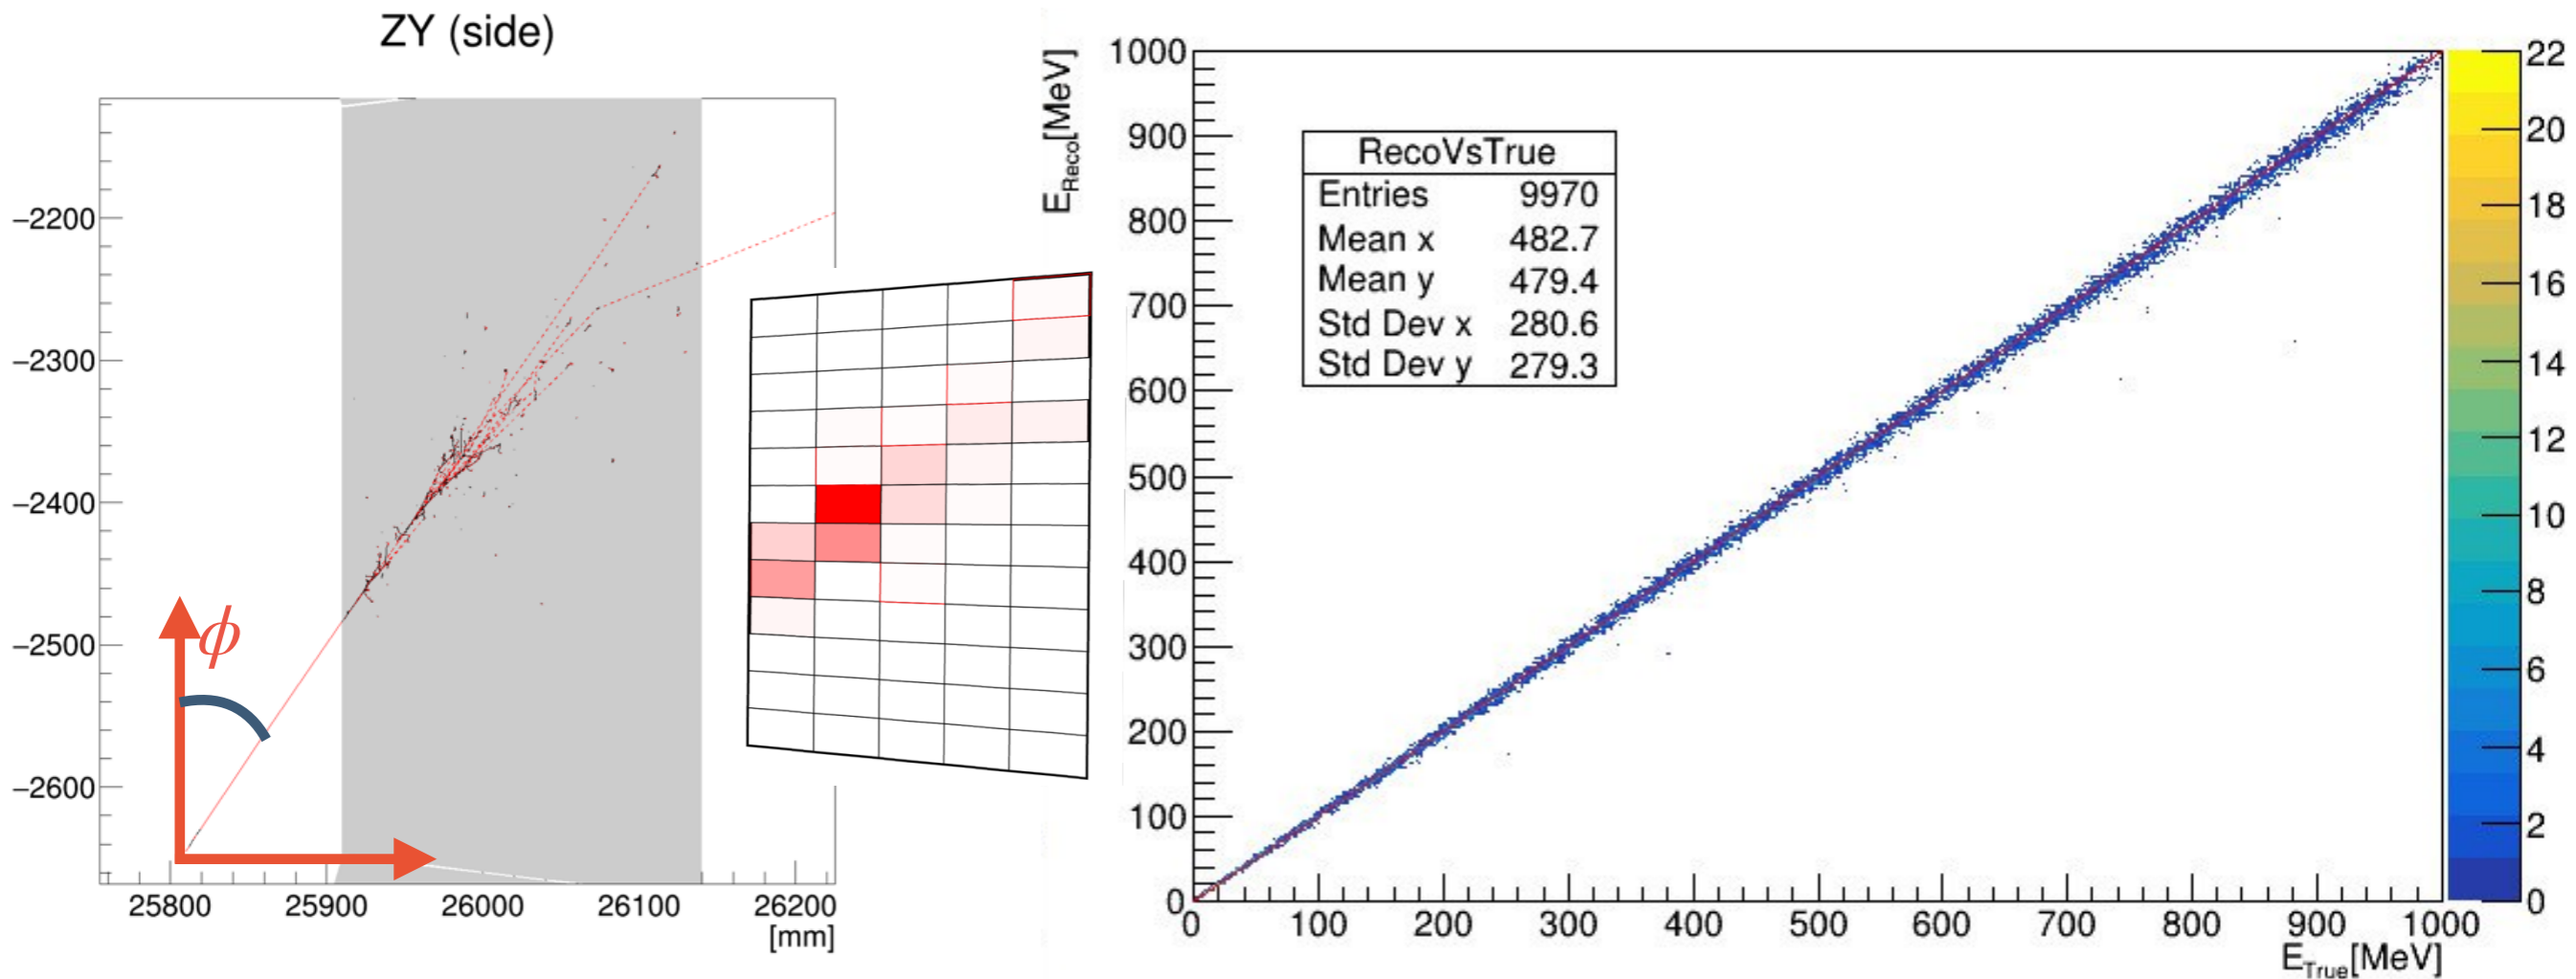 ZY (side)
−2200
−2300
−2400
−2500
−2600
ϕ
25800 25900 26000 26100 26200
[mm]
E_Reco[MeV]
1000
900
800
700
600
500
400
300
200
100
0
RecoVsTrue
Entries 9970
Mean x 482.7
Mean y 479.4
Std Dev x 280.6
Std Dev y 279.3
0 100 200 300 400 500 600 700 800 900 1000
E_True[MeV]
22
20
18
16
14
12
10
8
6
4
2
0